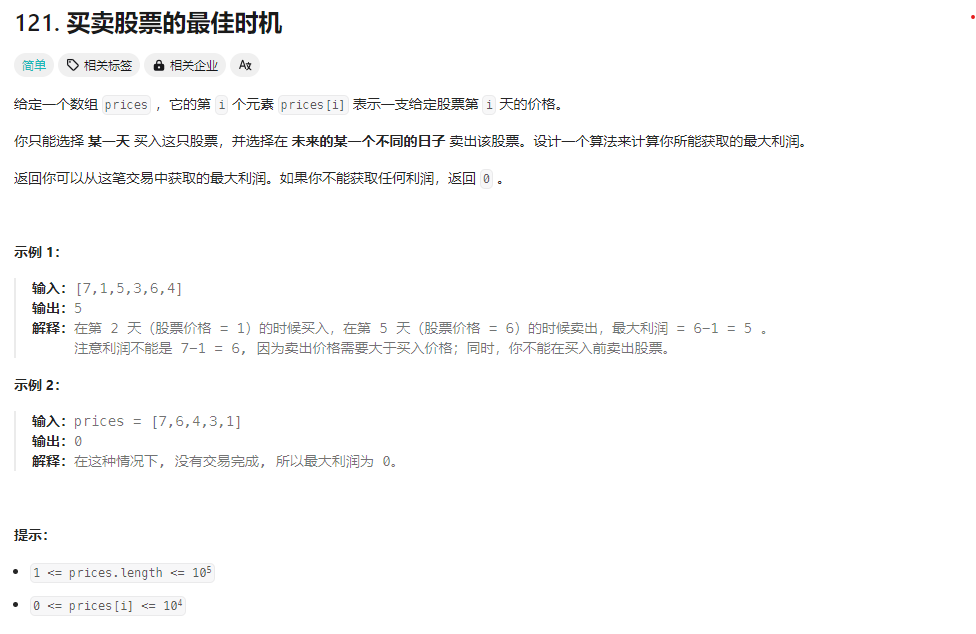 121. 买卖股票的最佳时机
简单 相关标签 相关企业 Ax
给定一个数组 prices ，它的第 i 个元素 prices[i] 表示一支给定股票第 i 天的价格。
你只能选择 某一天 买入这只股票，并选择在 未来的某一个不同的日子 卖出该股票。设计一个算法来计算你所能获取的最大利润。
返回你可以从这笔交易中获取的最大利润。如果你不能获取任何利润，返回 0 。
示例 1：
输入：[7,1,5,3,6,4]
输出：5
解释：在第 2 天（股票价格 = 1）的时候买入，在第 5 天（股票价格 = 6）的时候卖出，最大利润 = 6-1 = 5 。
注意利润不能是 7-1 = 6, 因为卖出价格需要大于买入价格；同时，你不能在买入前卖出股票。
示例 2：
输入：prices = [7,6,4,3,1]
输出：0
解释：在这种情况下, 没有交易完成, 所以最大利润为 0。
提示：
1 <= prices.length <= 10⁵
0 <= prices[i] <= 10⁴